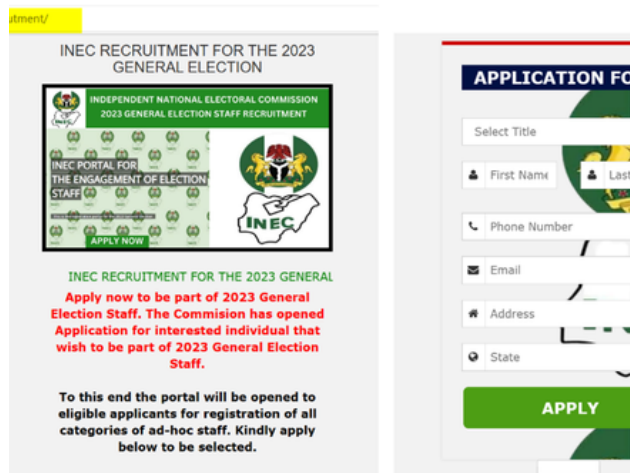 utment/
INEC RECRUITMENT FOR THE 2023
GENERAL ELECTION
INDEPENDENT NATIONAL ELECTORAL COMMISSION
2023 GENERAL ELECTION STAFF RECRUITMENT
INEC PORTAL FOR
THE ENGAGEMENT OF ELECTION
STAFF
APPLY NOW
INEC
INEC
INEC RECRUITMENT FOR THE 2023 GENERAL
Apply now to be part of 2023 General
Election Staff. The Commision has opened
Application for interested individual that
wish to be part of 2023 General Election
Staff.
To this end the portal will be opened to
eligible applicants for registration of all
categories of ad-hoc staff. Kindly apply
below to be selected.
APPLICATION FO
Select Title
First Name
Last
Phone Number
Email
Address
State
APPLY